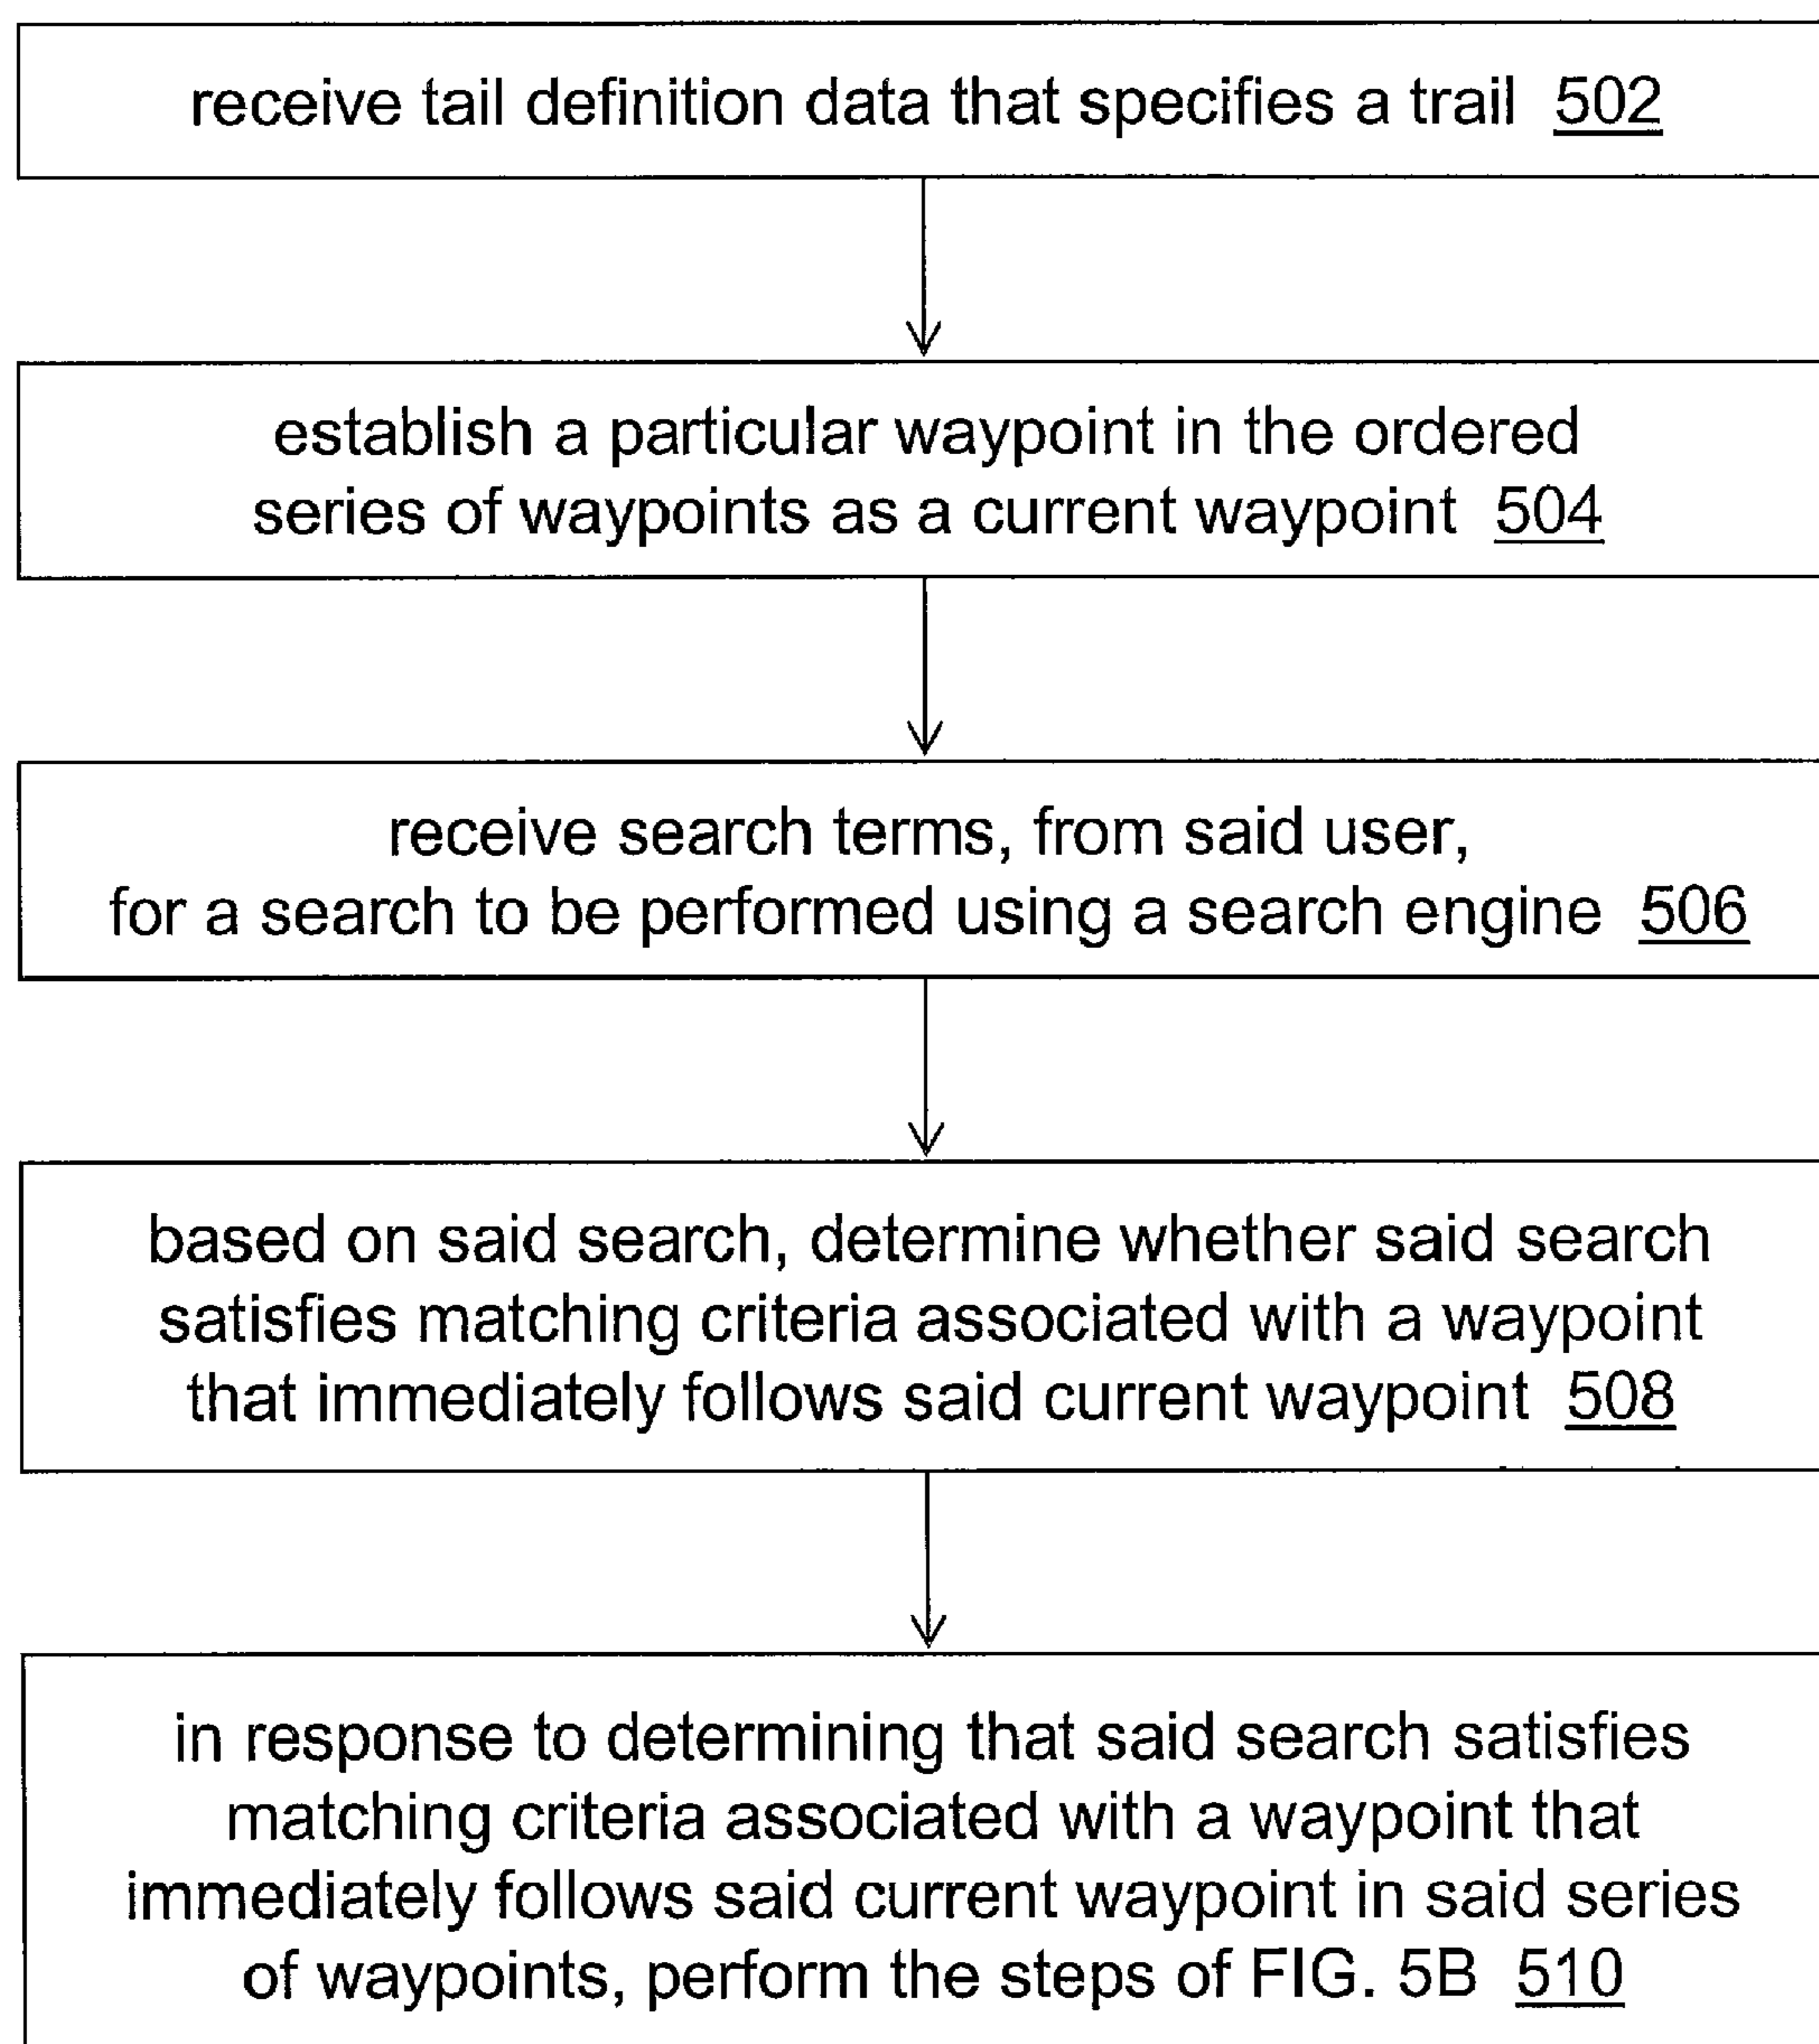 receive tail definition data that specifies a trail 502
establish a particular waypoint in the ordered
series of waypoints as a current waypoint 504
receive search terms, from said user,
for a search to be performed using a search engine 506
based on said search, determine whether said search
satisfies matching criteria associated with a waypoint
that immediately follows said current waypoint 508
in response to determining that said search satisfies
matching criteria associated with a waypoint that
immediately follows said current waypoint in said series
of waypoints, perform the steps of FIG. 5B 510